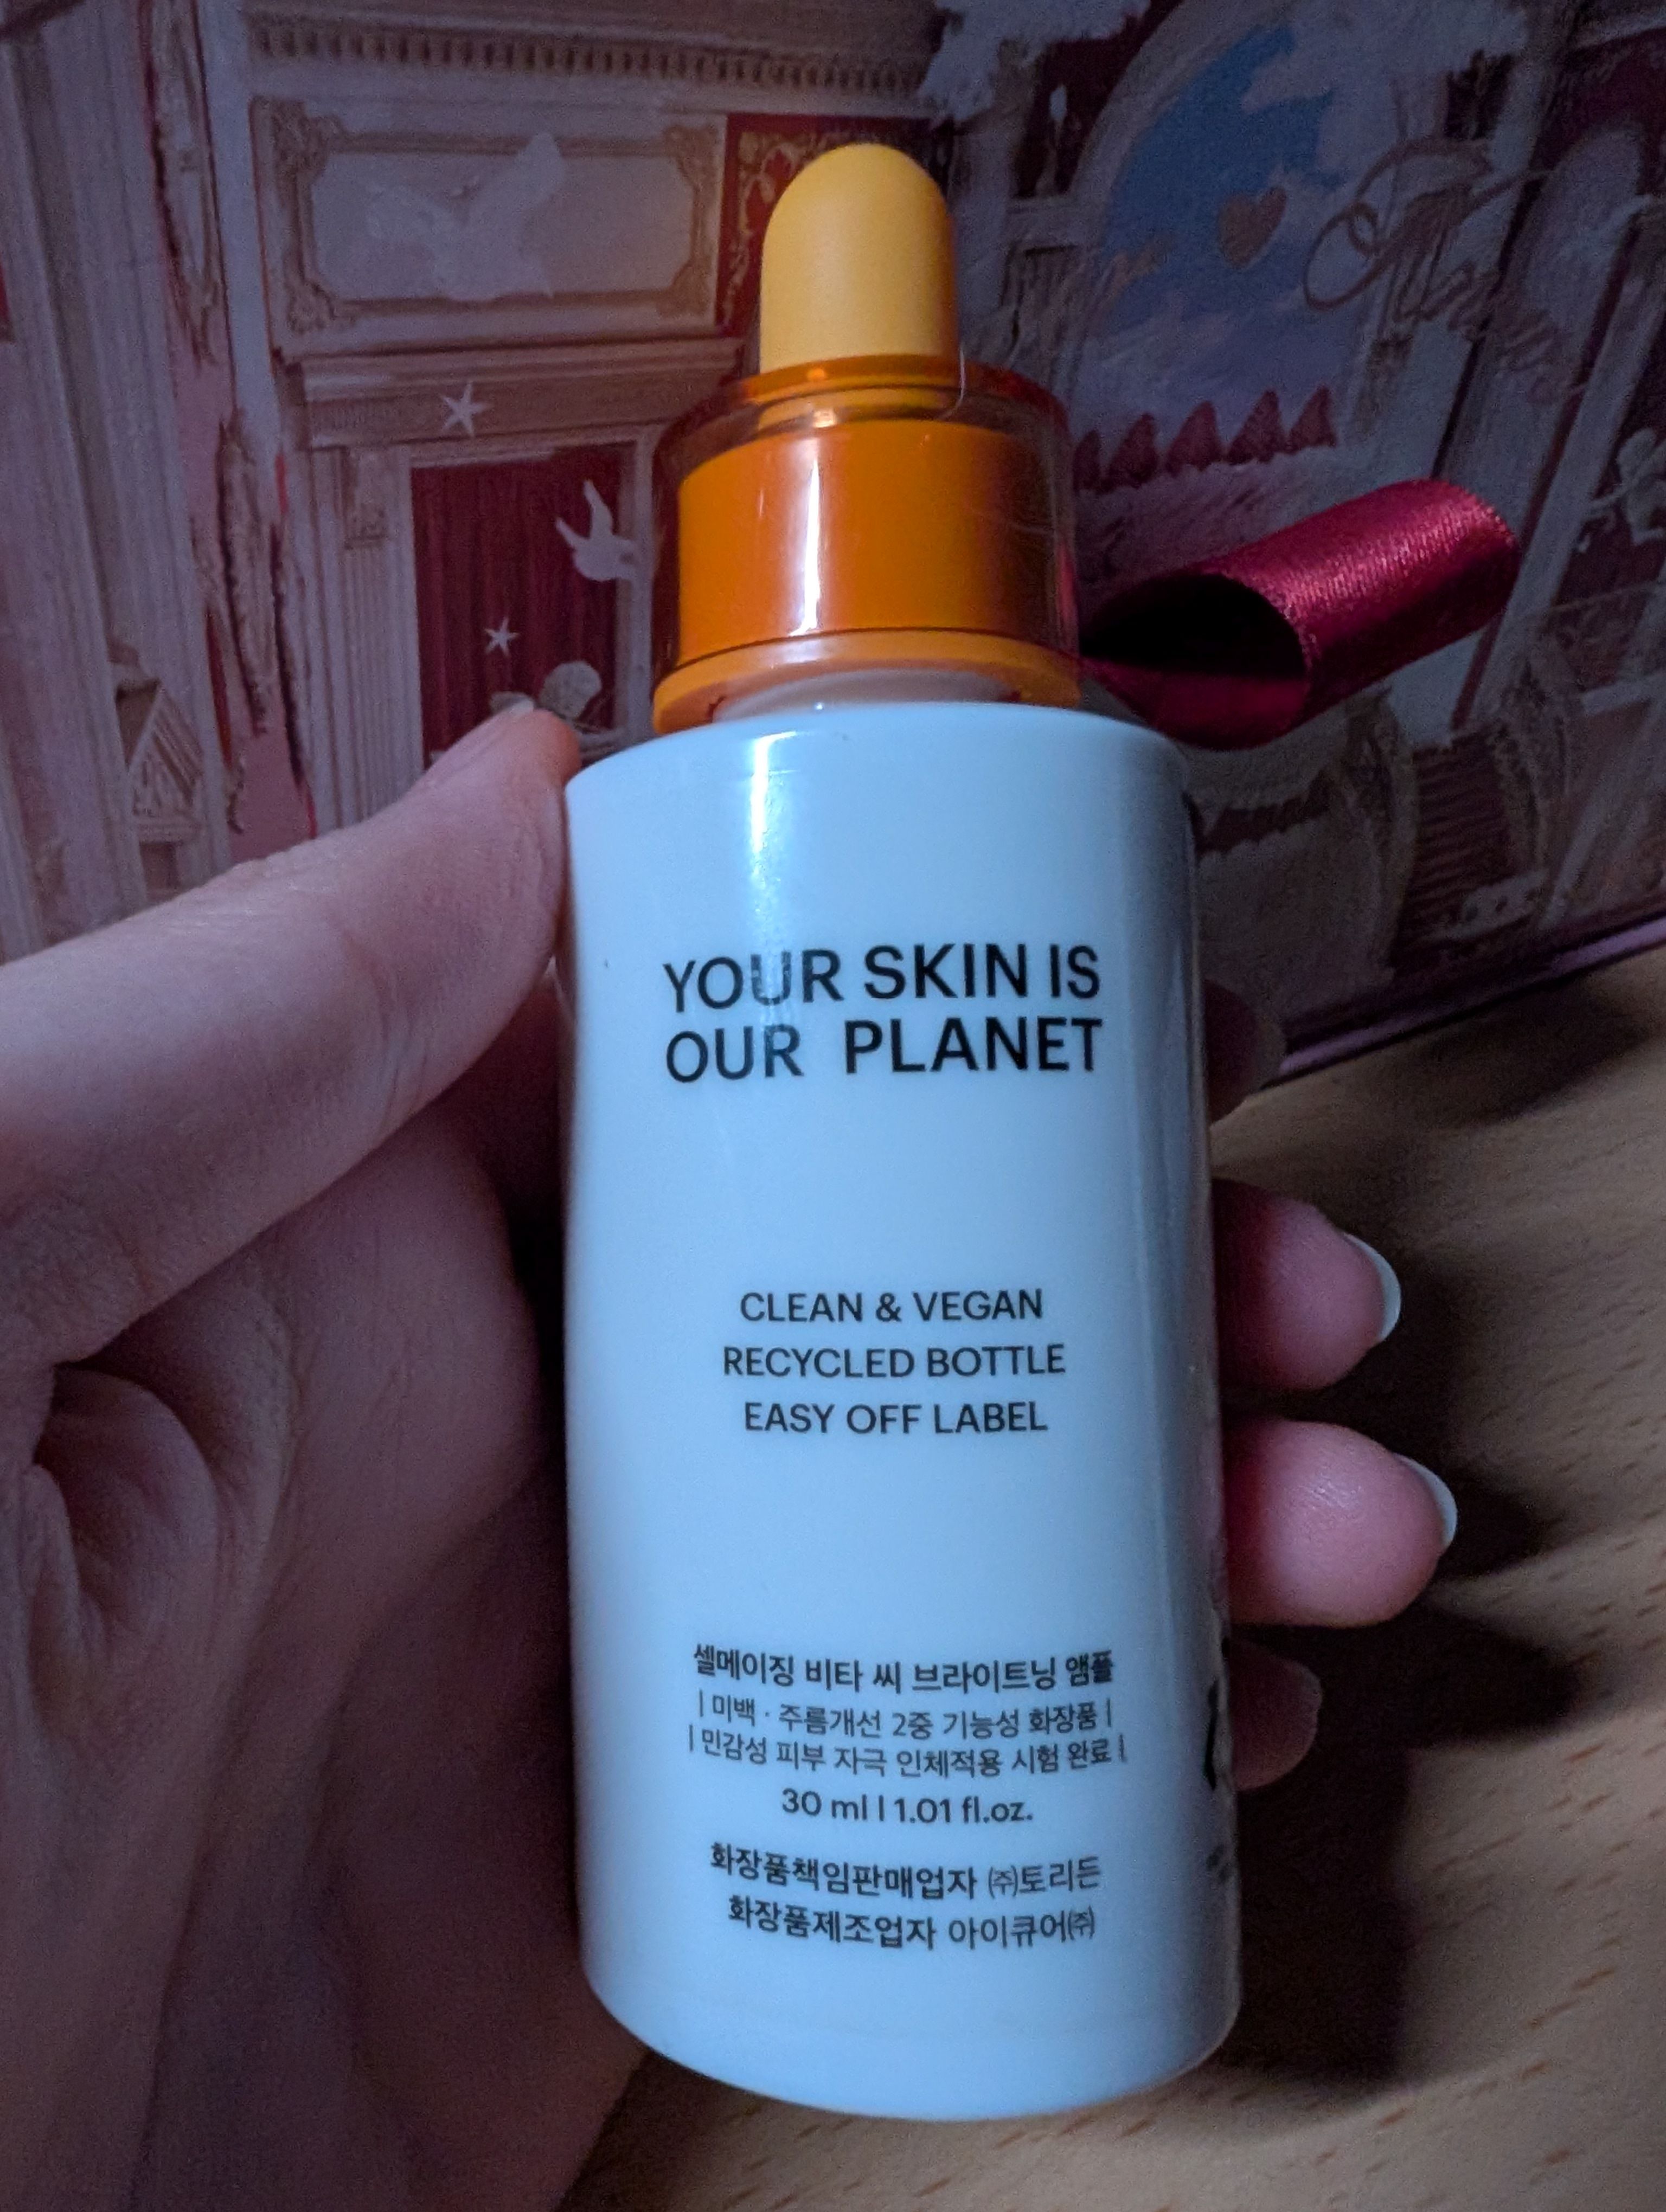 YOUR SKIN IS
OUR PLANET
CLEAN & VEGAN
RECYCLED BOTTLE
EASY OFF LABEL
셀메이징 비타 씨 브라이트닝 앰플
| 미백 · 주름개선 2중 기능성 화장품 |
| 민감성 피부 자극 인체적용 시험 완료 |
30 ml | 1.01 fl.oz.
화장품책임판매업자 ㈜토리든
화장품제조업자 아이큐어㈜